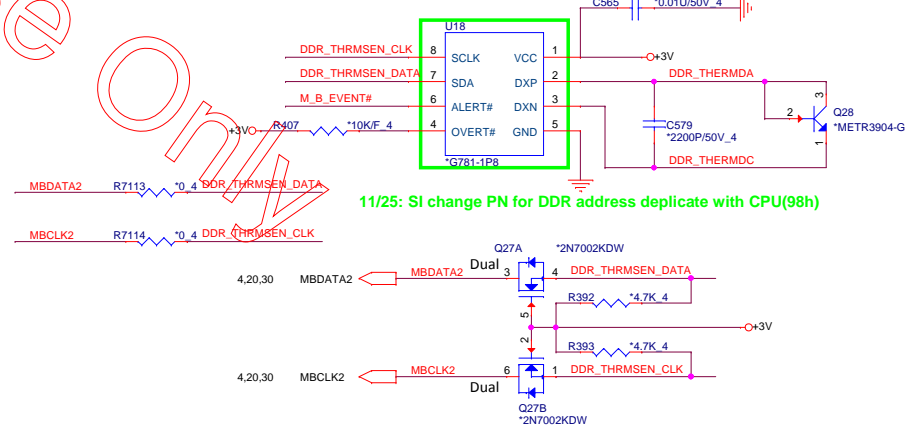 C565 *0.01U/50V_4
U18
DDR_THRMSEN_CLK 8 SCLK VCC 1 +3V
DDR_THRMSEN_DATA 7 SDA DXP 2 DDR_THERMDA
M_B_EVENT# 6 ALERT# DXN 3
+3V R407 *10K/F_4 4 OVERT# GND 5
*G781-1P8
C579
*2200P/50V_4
DDR_THERMDC
3
2
1
Q28
*METR3904-G
Only
MBDATA2 R7113 *0_4 DDR_THRMSEN_DATA
11/25: SI change PN for DDR address deplicate with CPU(98h)
MBCLK2 R7114 *0_4 DDR_THRMSEN_CLK
Q27A *2N7002KDW
Dual
4,20,30 MBDATA2 MBDATA2 3 4 DDR_THRMSEN_DATA
R392 *4.7K_4
5
+3V
2
R393 *4.7K_4
4,20,30 MBCLK2 MBCLK2 6 1 DDR_THRMSEN_CLK
Dual
Q27B
*2N7002KDW